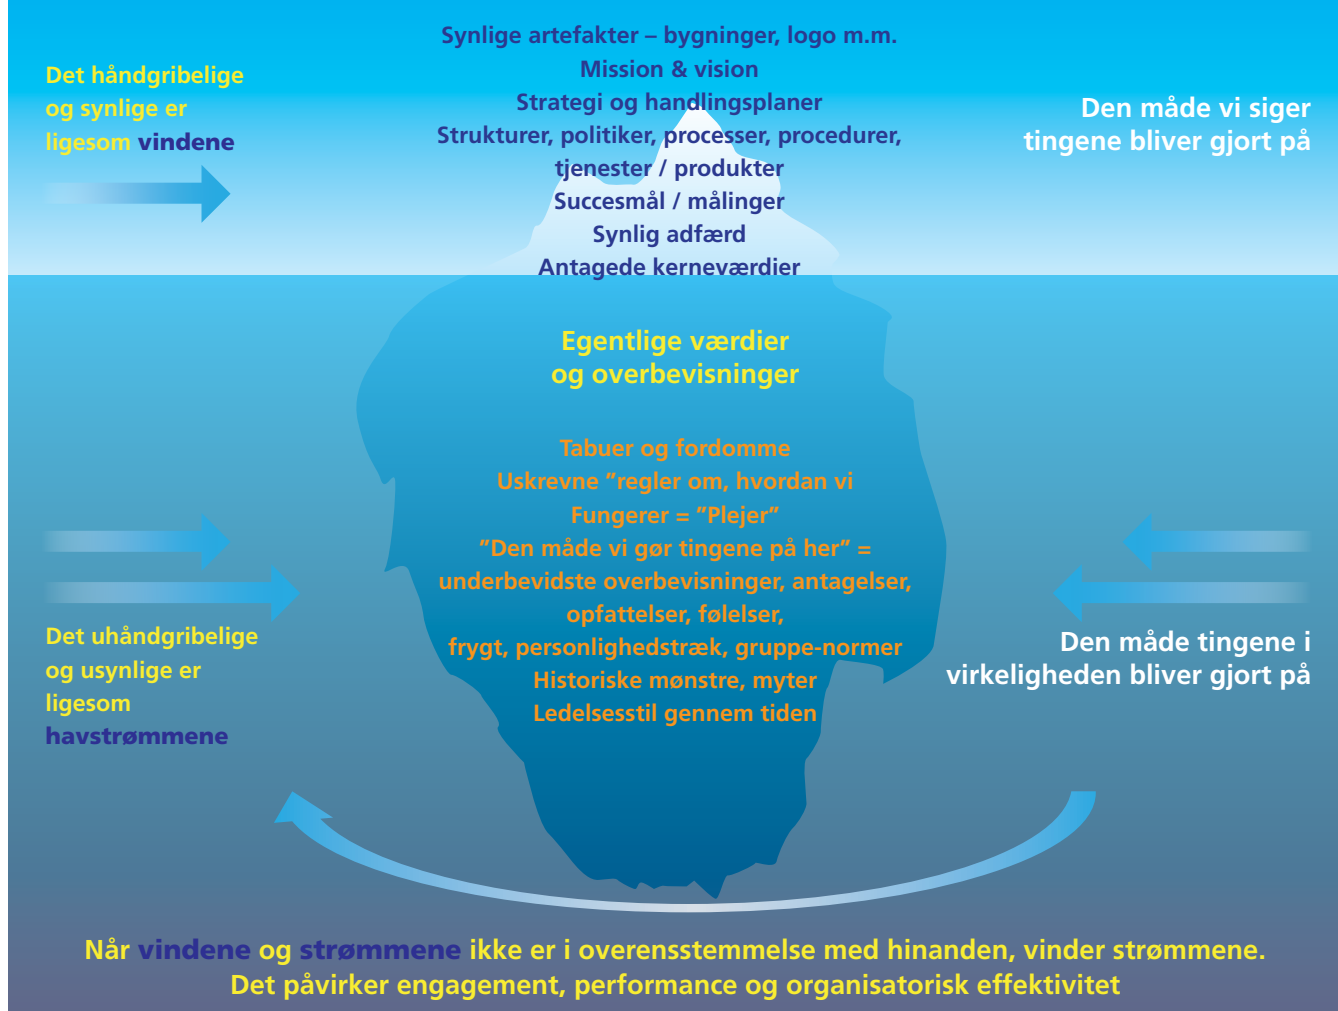 Synlige artefakter – bygninger, logo m.m.
Mission & vision
Strategi og handlingsplaner
Strukturer, politiker, processer, procedurer,
tjenester / produkter
Succesmål / målinger
Synlig adfærd
Antagede kerneværdier
Det håndgribelige
og synlige er
ligesom vindene
Den måde vi siger
tingene bliver gjort på
Egentlige værdier
og overbevisninger
Tabuer og fordomme
Uskrevne ”regler om, hvordan vi
Fungerer = ”Plejer”
”Den måde vi gør tingene på her” =
underbevidste overbevisninger, antagelser,
opfattelser, følelser,
frygt, personlighedstræk, gruppe-normer
Historiske mønstre, myter
Ledelsesstil gennem tiden
Det uhåndgribelige
og usynlige er
ligesom
havstrømmene
Den måde tingene i
virkeligheden bliver gjort på
Når vindene og strømmene ikke er i overensstemmelse med hinanden, vinder strømmene.
Det påvirker engagement, performance og organisatorisk effektivitet